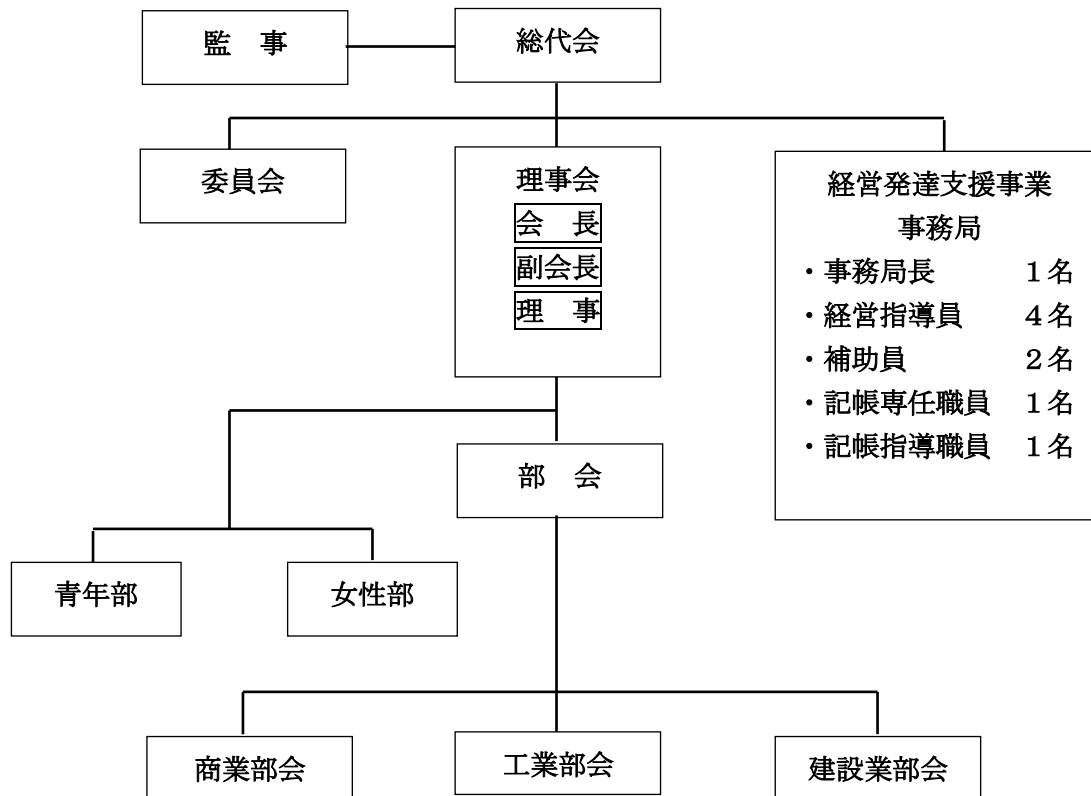 監　事
総代会
委員会
理事会
会　長
副会長
理　事
経営発達支援事業
事務局
・事務局長　　　１名
・経営指導員　　４名
・補助員　　　　２名
・記帳専任職員　１名
・記帳指導職員　１名
部　会
青年部
女性部
商業部会
工業部会
建設業部会